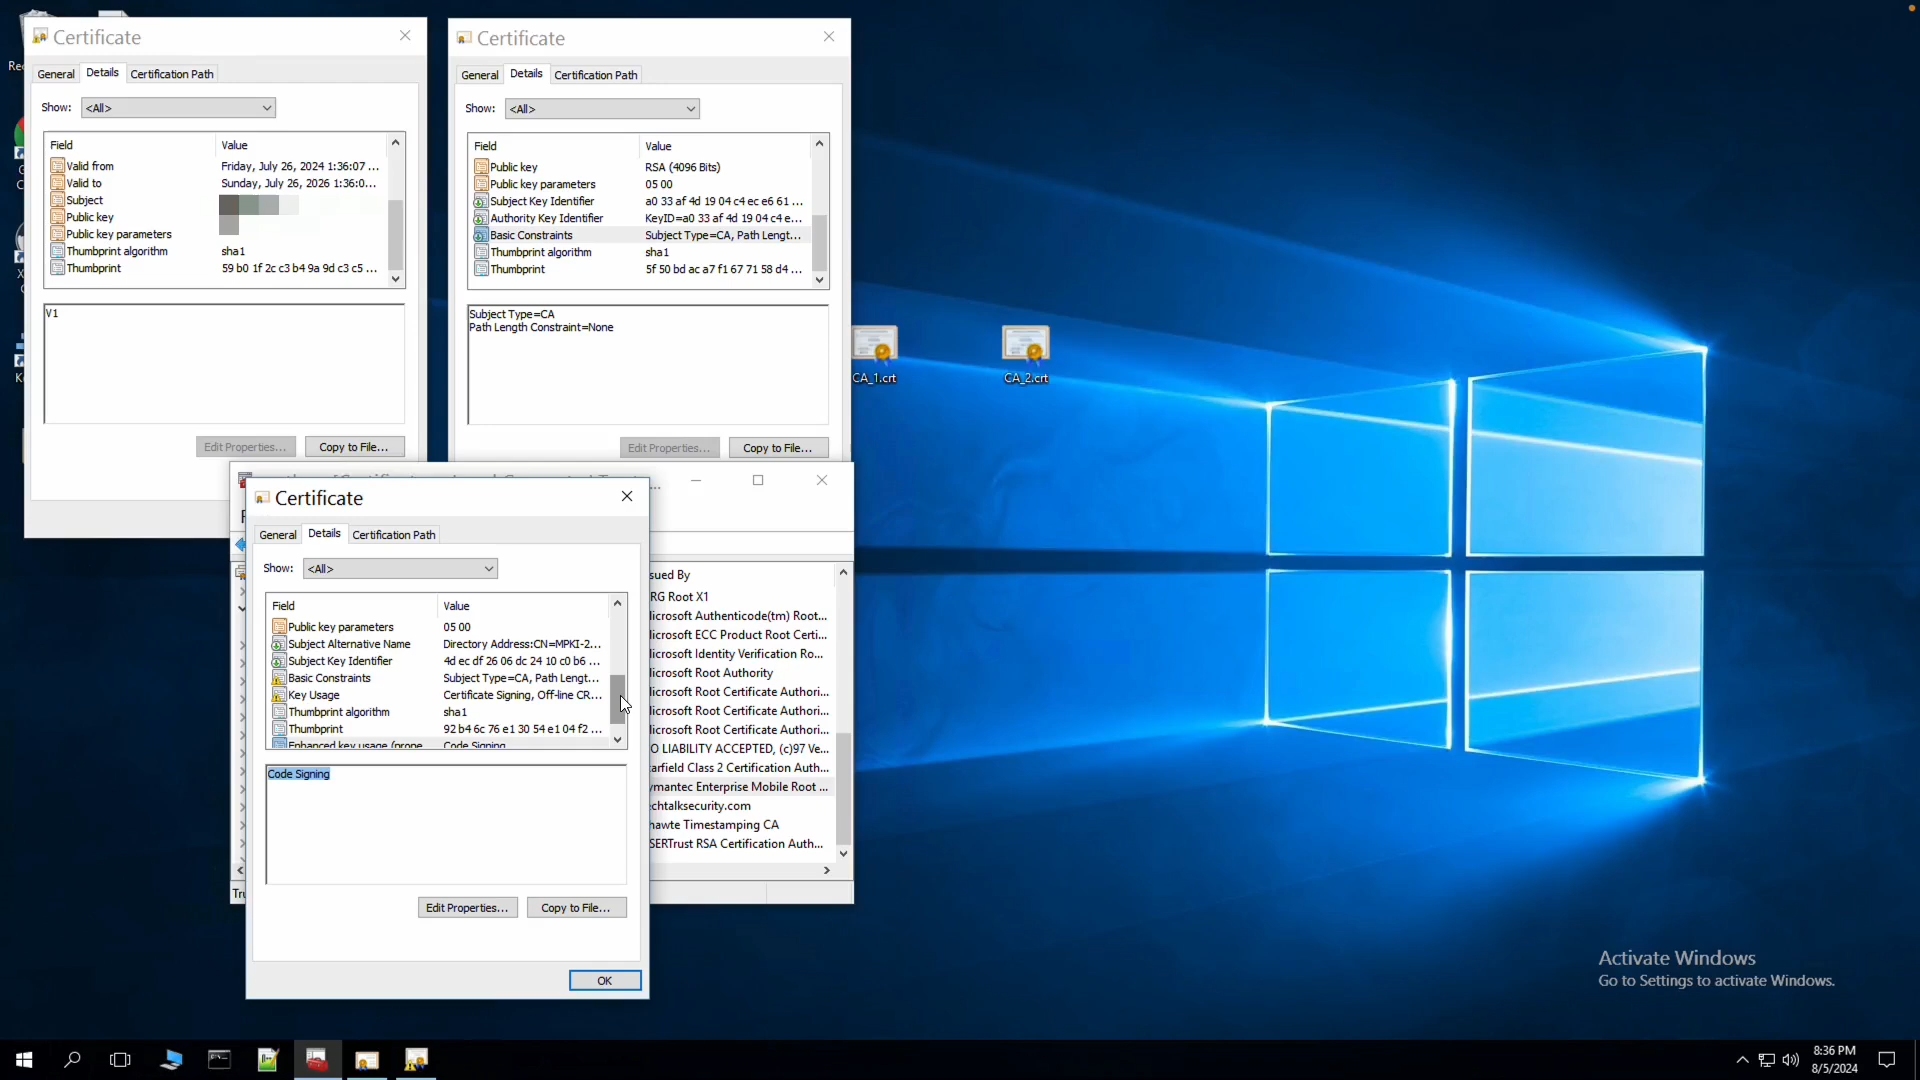 Certificate
General Details Certification Path
Show: <All>
Field Value
Valid from Friday, July 26, 2024 1:36:07 ...
Valid to Sunday, July 26, 2026 1:36:0...
Subject
Public key
Public key parameters
Thumbprint algorithm sha1
Thumbprint 59 b0 1f 2c c3 b4 9a 9d c3 c5 ...
V1
Edit Properties... Copy to File...
Certificate
General Details Certification Path
Show: <All>
Field Value
Public key RSA (4096 Bits)
Public key parameters 05 00
Subject Key Identifier a0 33 af 4d 19 04 c4 ec e6 61 ...
Authority Key Identifier KeyID=a0 33 af 4d 19 04 c4 e...
Basic Constraints Subject Type=CA, Path Lengt...
Thumbprint algorithm sha1
Thumbprint 5f 50 bd ac a7 f1 67 71 58 d4 ...
Subject Type=CA
Path Length Constraint=None
Edit Properties... Copy to File...
CA_1.crt
CA_2.crt
Certificate
General Details Certification Path
Show: <All>
Field Value
Public key parameters 05 00
Subject Alternative Name Directory Address:CN=MPKI-2...
Subject Key Identifier 4d ec df 26 06 dc 24 10 c0 b6 ...
Basic Constraints Subject Type=CA, Path Lengt...
Key Usage Certificate Signing, Off-line CR...
Thumbprint algorithm sha1
Thumbprint 92 b4 6c 76 e1 30 54 e1 04 f2 ...
Enhanced key usage (prope Code Signing
Code Signing
Edit Properties... Copy to File...
OK
sued By
RG Root X1
icrosoft Authenticode(tm) Root...
icrosoft ECC Product Root Certi...
icrosoft Identity Verification Ro...
icrosoft Root Authority
icrosoft Root Certificate Authori...
icrosoft Root Certificate Authori...
icrosoft Root Certificate Authori...
O LIABILITY ACCEPTED, (c)97 Ve...
arfield Class 2 Certification Auth...
ymantec Enterprise Mobile Root ...
echtalksecurity.com
hawte Timestamping CA
SERTrust RSA Certification Auth...
Activate Windows
Go to Settings to activate Windows.
8:36 PM
8/5/2024